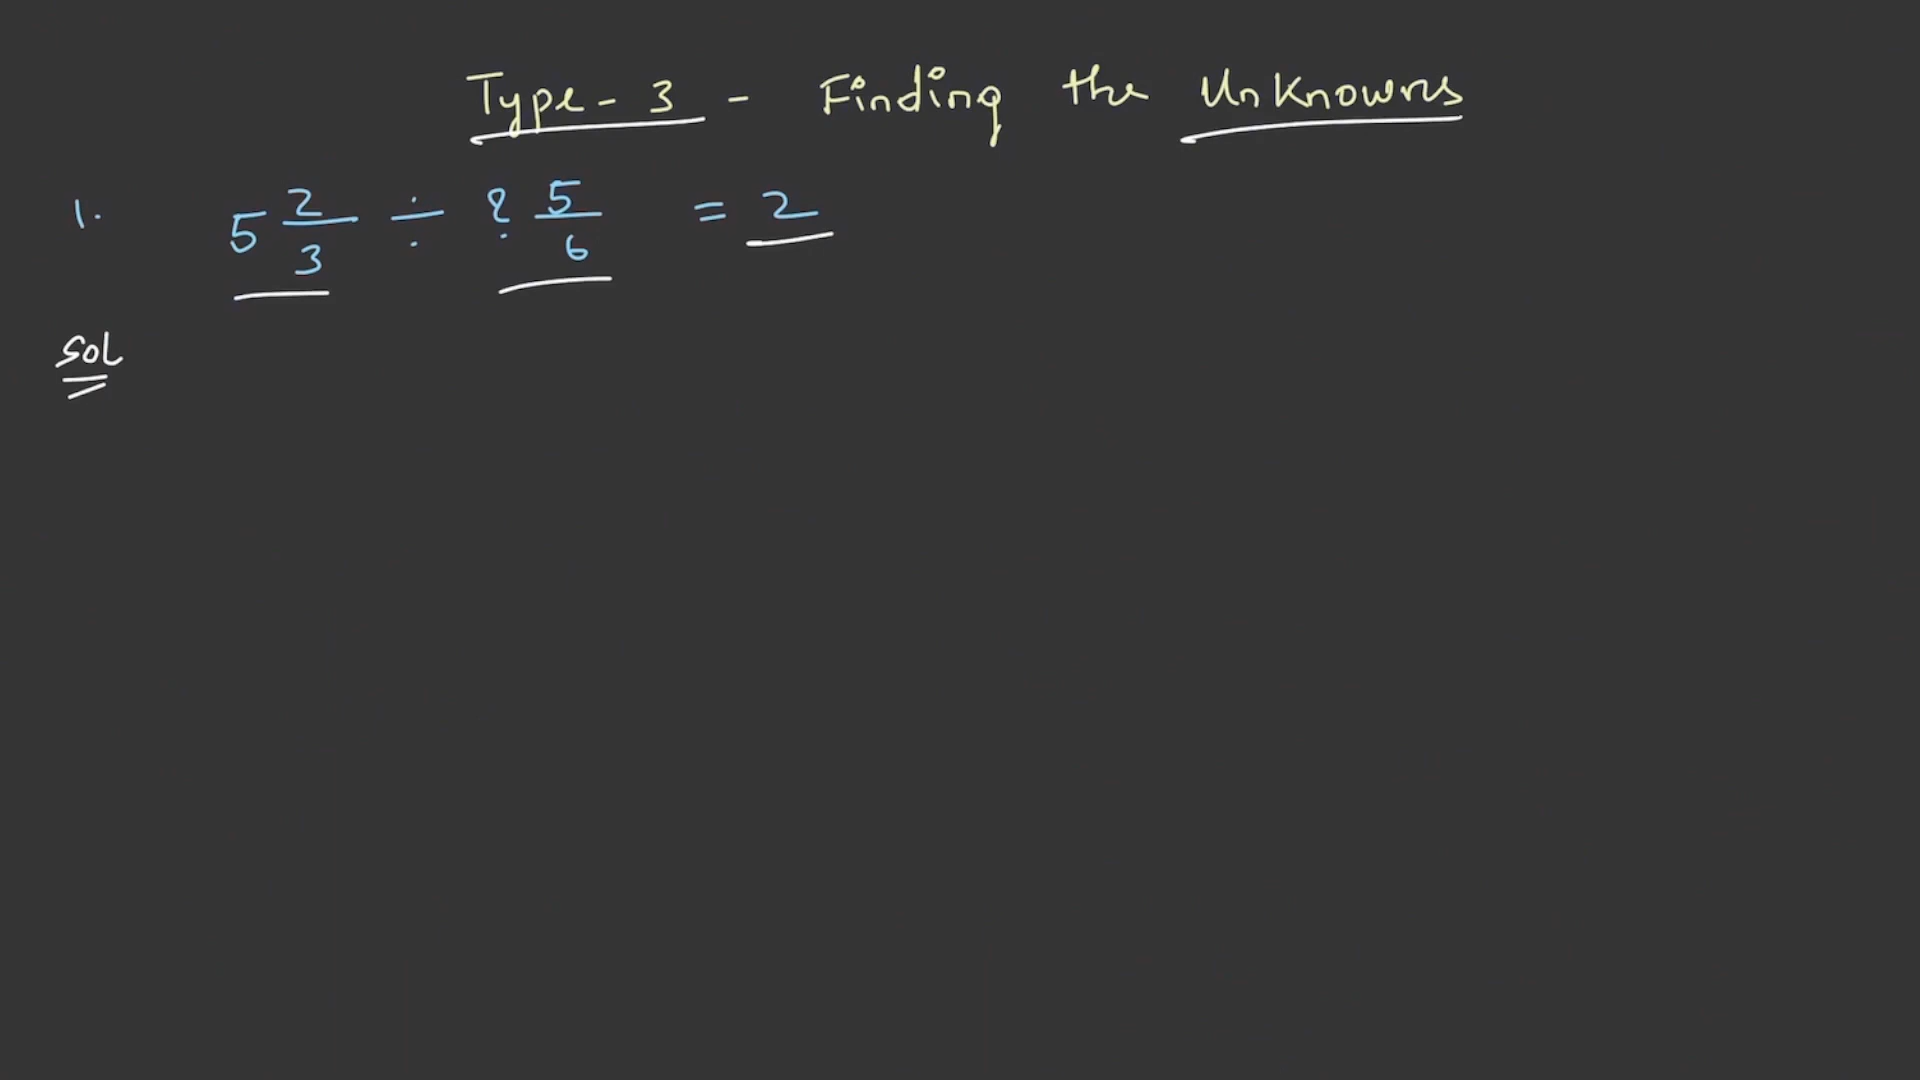 Type - 3 - Finding the Unknowns
1. 5 2/3 ÷ ? 5/6 = 2
Sol